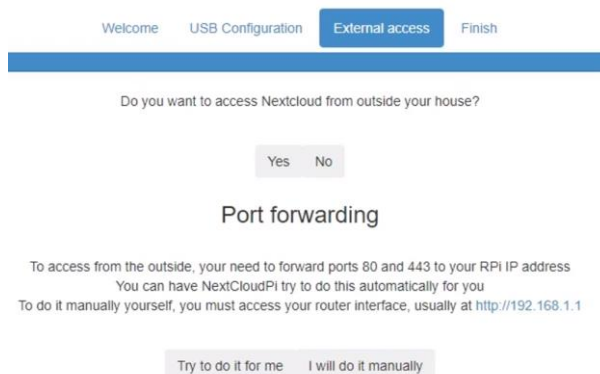 Welcome USB Configuration External access Finish
Do you want to access Nextcloud from outside your house?
Yes No
Port forwarding
To access from the outside, your need to forward ports 80 and 443 to your RPi IP address
You can have NextCloudPi try to do this automatically for you
To do it manually yourself, you must access your router interface, usually at http://192.168.1.1
Try to do it for me I will do it manually